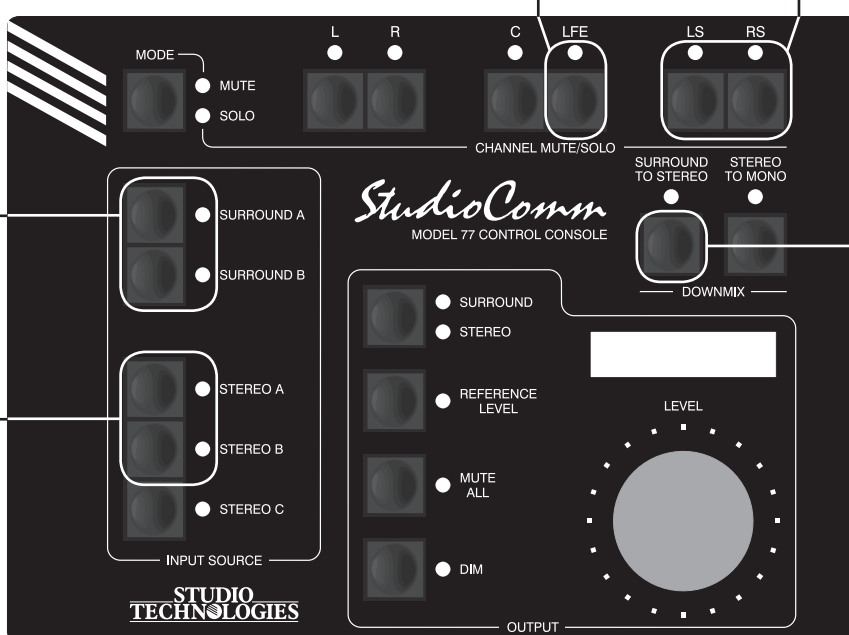 L R C LFE LS RS
MODE
MUTE
SOLO
CHANNEL MUTE/SOLO
SURROUND
TO STEREO
STEREO
TO MONO
DOWNMIX
StudioComm
MODEL 77 CONTROL CONSOLE
SURROUND A
SURROUND B
STEREO A
STEREO B
STEREO C
INPUT SOURCE
STUDIO
TECHNOLOGIES
SURROUND
STEREO
REFERENCE
LEVEL
MUTE
ALL
DIM
LEVEL
OUTPUT